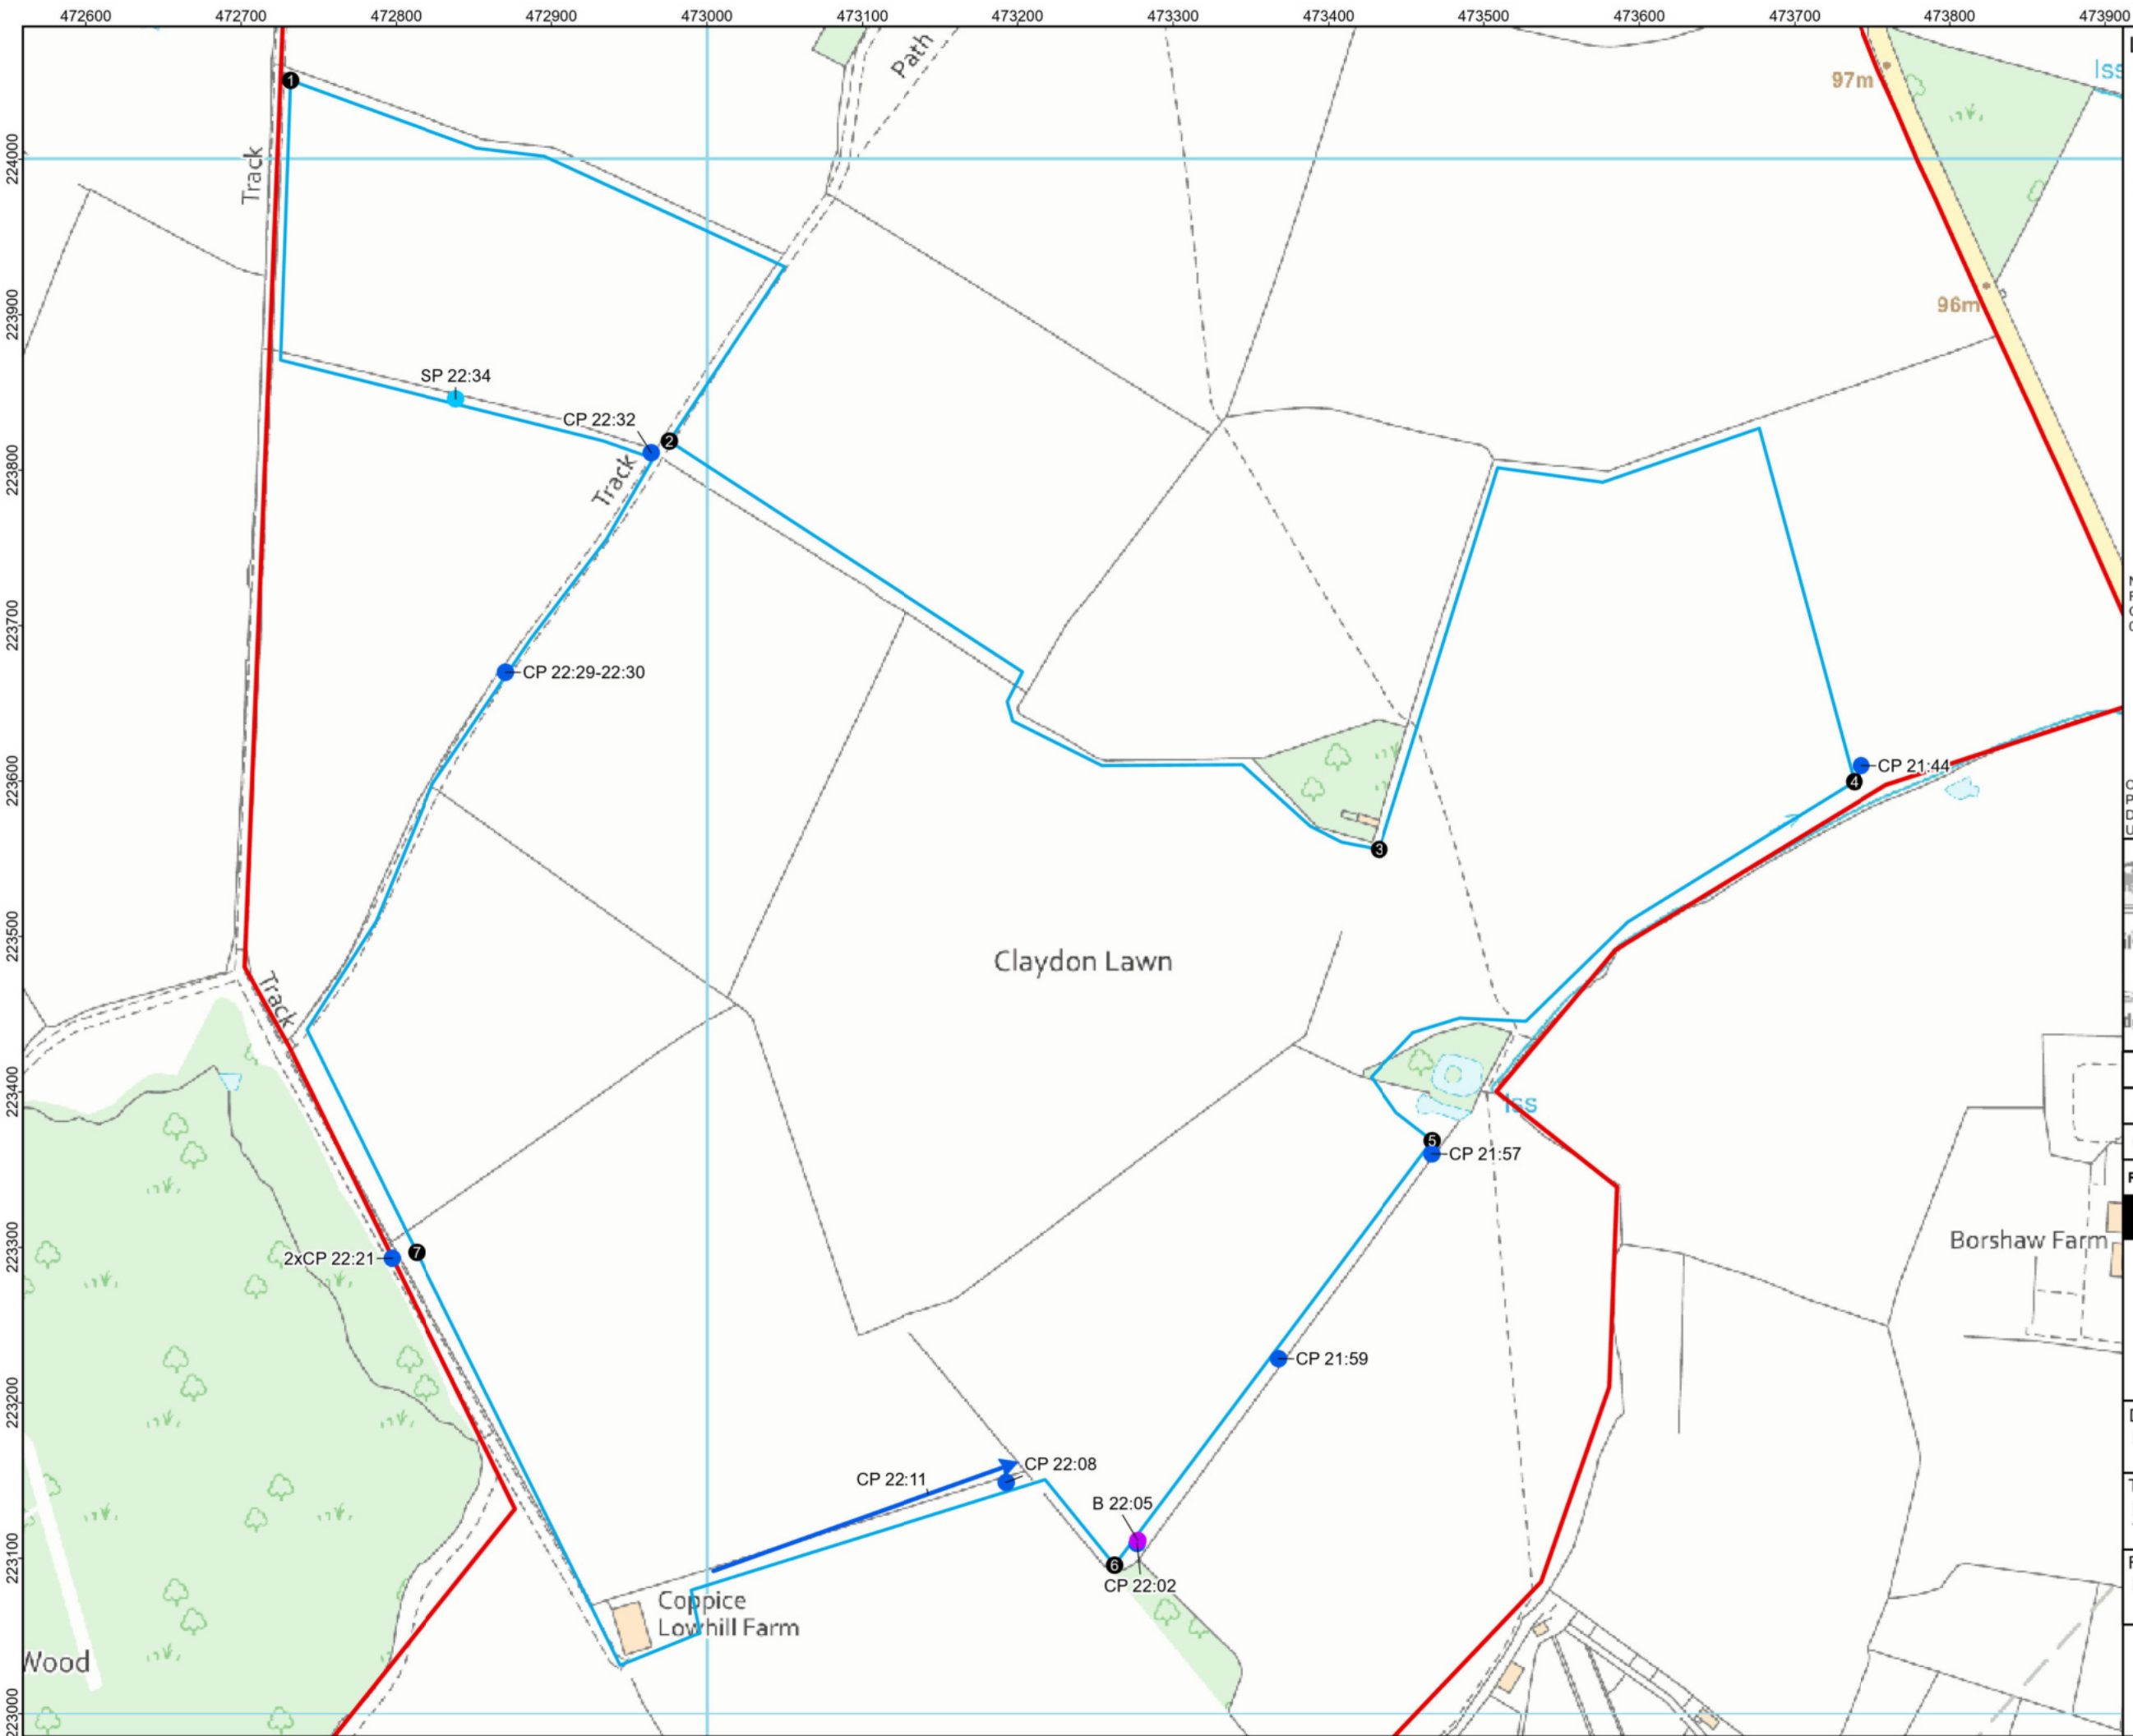 472600 472700 472800 472900 473000 473100 473200 473300 473400 473500 473600 473700 473800 473900
Path
97m
Iss
1
224000
Track
223900
96m
SP 22:34
CP 22:32
2
223800
Track
223700
CP 22:29-22:30
223600
CP 21:44
4
3
223500
Claydon Lawn
Track
223400
Iss
5
CP 21:57
223300
7
2xCP 22:21
Borshaw Farm
CP 21:59
223200
CP 22:08
CP 22:11
B 22:05
223100
6
CP 22:02
Coppice
Lowhill Farm
Wood
223000